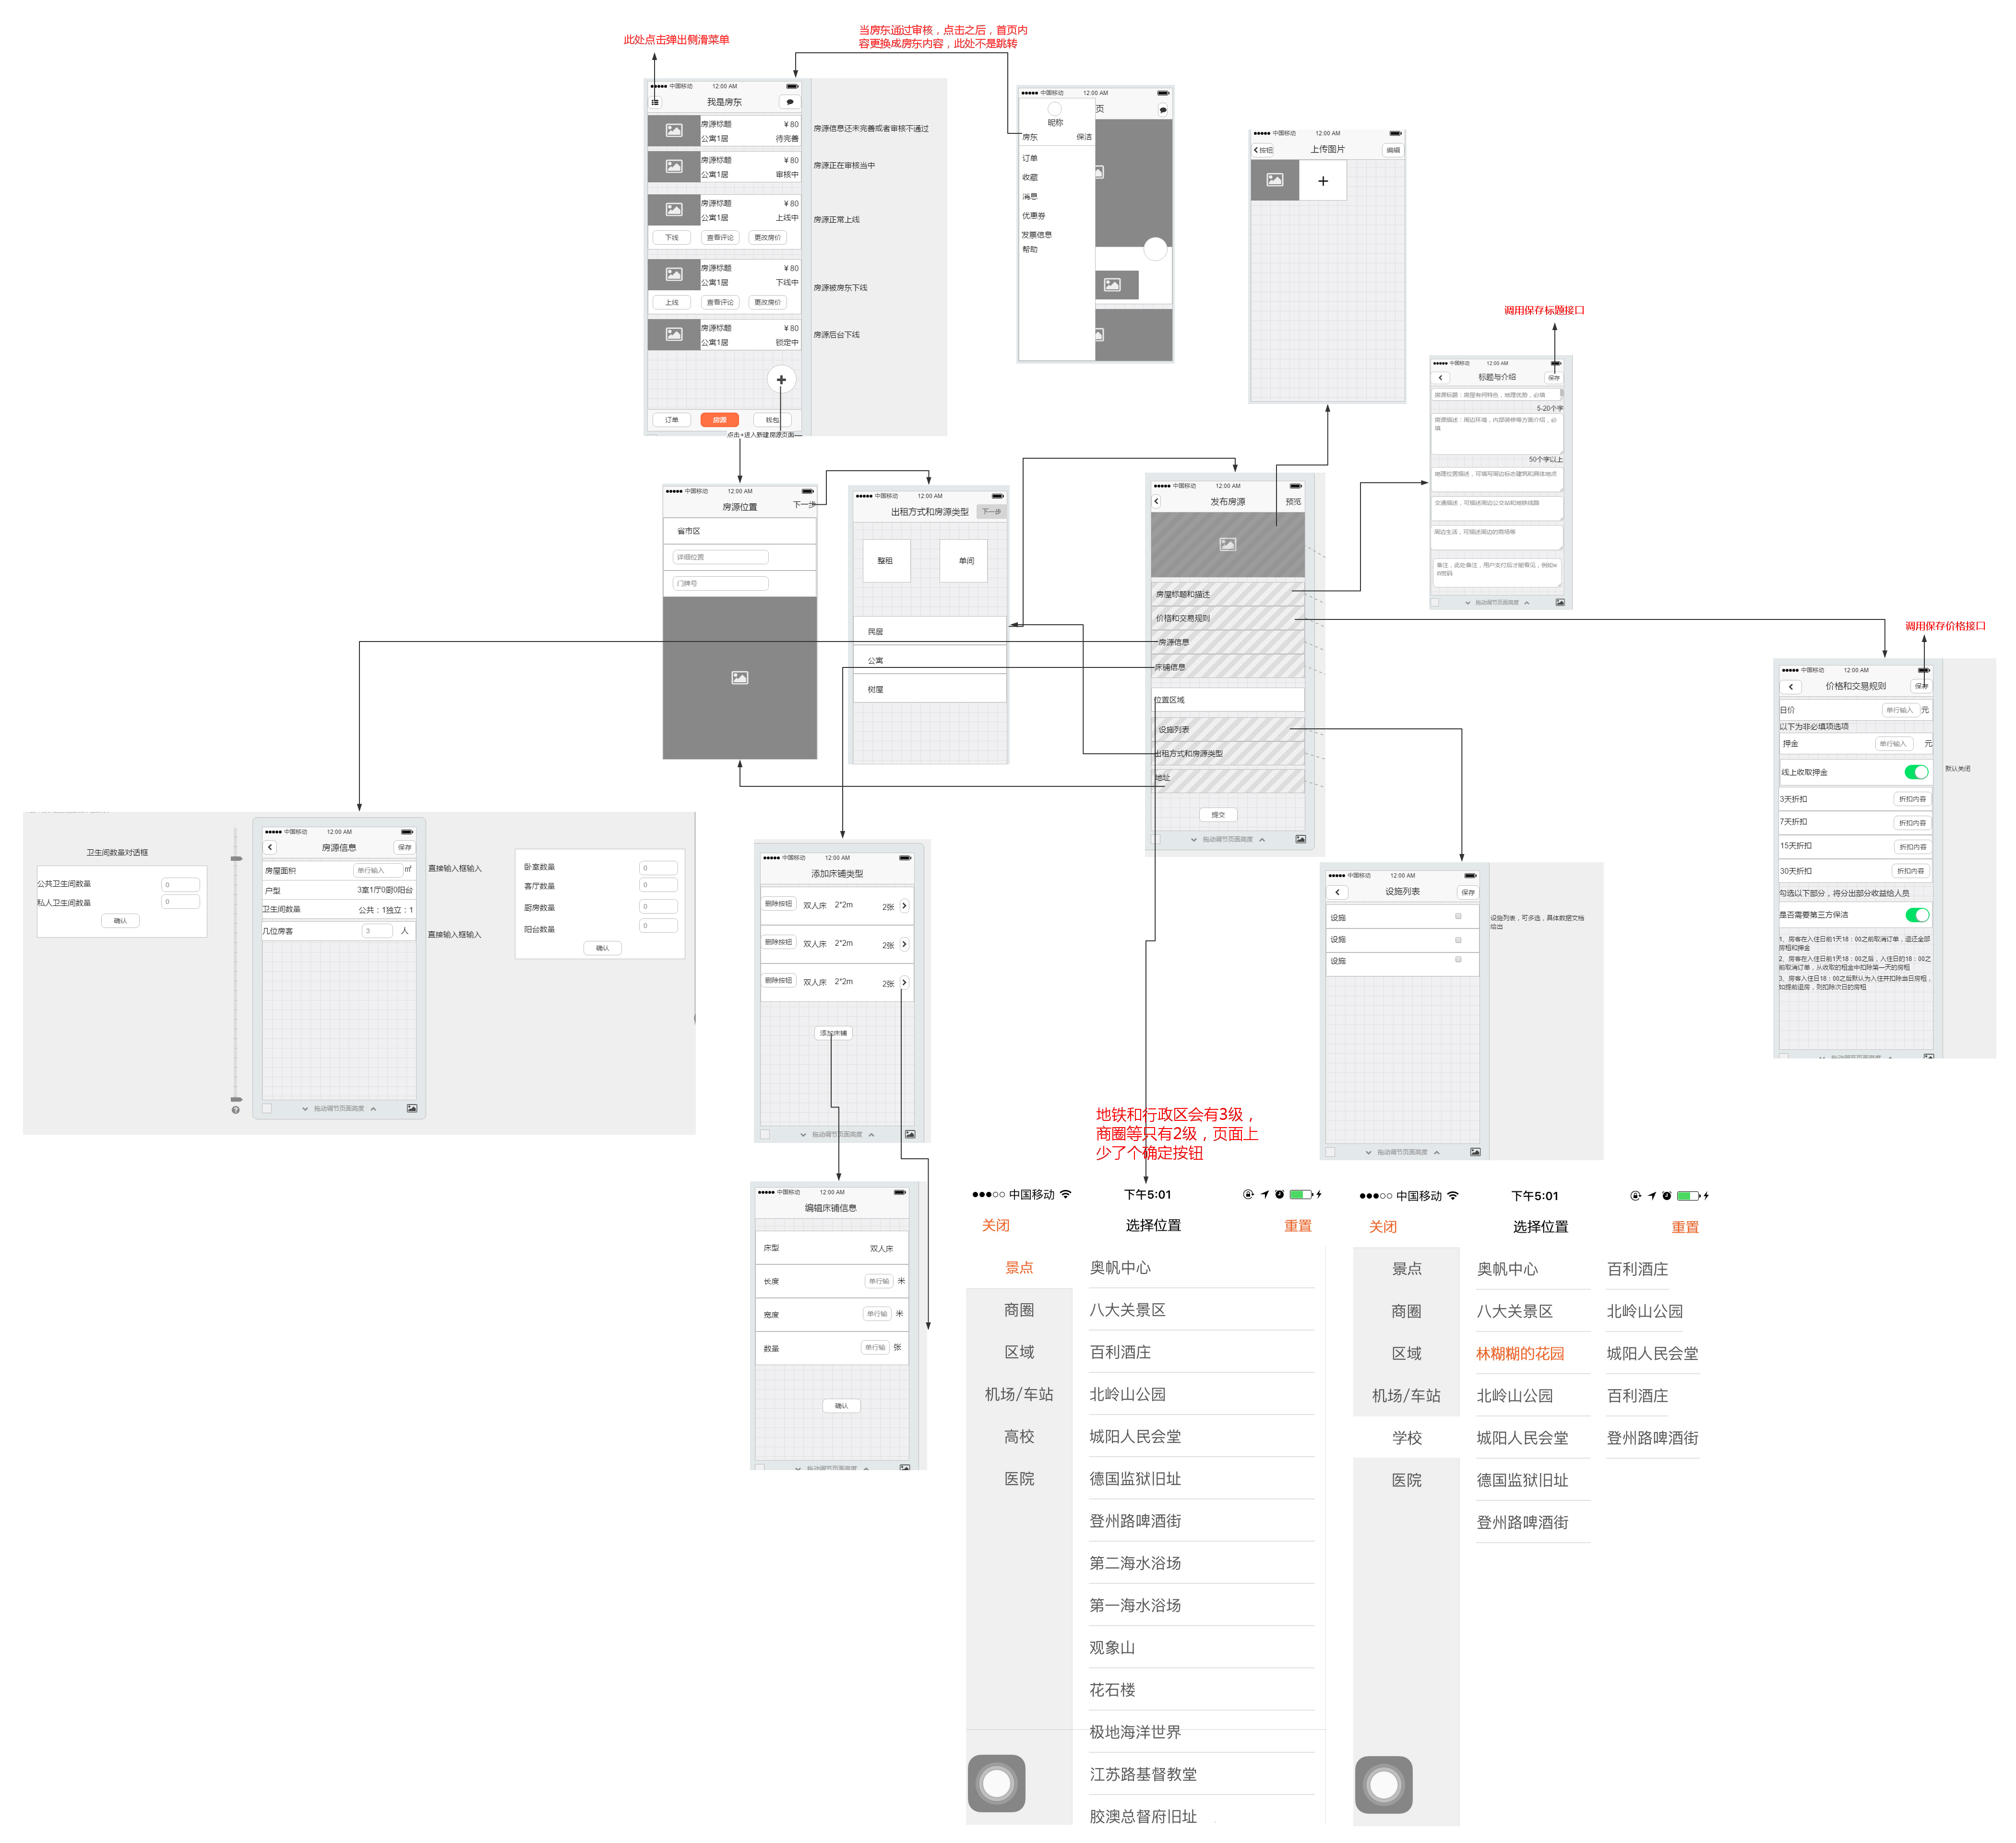 此处点击弹出侧滑菜单
当房东通过审核，点击之后，首页内
容更换成房东内容，此处不是跳转
中国移动 12:00 AM
我是房东
房源标题 ¥ 80
公寓1居 待完善
房源信息还未完善或者审核不通过
房源标题 ¥ 80
公寓1居 审核中
房源正在审核当中
房源标题 ¥ 80
公寓1居 上线中
房源正常上线
下线 查看评论 更改房价
房源标题 ¥ 80
公寓1居 下线中
房源被房东下线
上线 查看评论 更改房价
房源标题 ¥ 80
公寓1居 锁定中
房源后台下线
订单 房源 钱包
点击+进入新建房源页面
中国移动 12:00 AM
页
昵称
房东 保洁
订单
收藏
消息
优惠券
发票信息
帮助
中国移动 12:00 AM
按钮 上传图片 编辑
调用保存标题接口
中国移动 12:00 AM
标题与介绍 保存
房源标题：房屋有何特色，地理优势，必填
5-20个字
房源描述：周边环境，内部装修等方面介绍，必
填
50个字以上
地理位置描述，可填写周边标志建筑和具体地点
交通描述，可描述周边公交站和地铁线路
周边生活，可描述周边的商场等
备注，此处备注，用户支付后才能看见，例如wi
fi密码
拖动调节页面高度
中国移动 12:00 AM
房源位置 下一步
省市区
详细位置
门牌号
中国移动 12:00 AM
出租方式和房源类型 下一步
整租 单间
民居
公寓
树屋
中国移动 12:00 AM
发布房源 预览
房屋标题和描述
价格和交易规则
房源信息
床铺信息
位置区域
设施列表
出租方式和房源类型
地址
提交
拖动调节页面高度
调用保存价格接口
中国移动 12:00 AM
价格和交易规则 保存
日价 单行输入 元
以下为非必填项选项
押金 单行输入 元
线上收取押金
默认关闭
3天折扣 折扣内容
7天折扣 折扣内容
15天折扣 折扣内容
30天折扣 折扣内容
勾选以下部分，将分出部分收益给人员
是否需要第三方保洁
1、房客在入住日前1天18：00之前取消订单，退还全部
房租和押金
2、房客在入住日前1天18：00之后，入住日的18：00之
前取消订单，从收取的租金中扣除第一天的房租
3、房客入住日18：00之后默认为入住并扣除当日房租，
如提前退房，则扣除次日的房租
拖动调节页面高度
卫生间数量对话框
公共卫生间数量 0
私人卫生间数量 0
确认
中国移动 12:00 AM
房源信息 保存
房屋面积 单行输入 ㎡
直接输入框输入
户型 3室1厅0厨0阳台
卫生间数量 公共：1独立：1
几位房客 3 人
直接输入框输入
拖动调节页面高度
卧室数量 0
客厅数量 0
厨房数量 0
阳台数量 0
确认
中国移动 12:00 AM
添加床铺类型
删除按钮 双人床 2*2m 2张
删除按钮 双人床 2*2m 2张
删除按钮 双人床 2*2m 2张
添加床铺
拖动调节页面高度
中国移动 12:00 AM
设施列表 保存
设施
设施
设施
设施列表，可多选，具体数据文档
给出
拖动调节页面高度
中国移动 12:00 AM
编辑床铺信息
床型 双人床
长度 单行输 米
宽度 单行输 米
数量 单行输 张
确认
拖动调节页面高度
地铁和行政区会有3级，
商圈等只有2级，页面上
少了个确定按钮
中国移动 下午5:01
关闭 选择位置 重置
景点 奥帆中心
商圈 八大关景区
区域 百利酒庄
机场/车站 北岭山公园
高校 城阳人民会堂
医院 德国监狱旧址
登州路啤酒街
第二海水浴场
第一海水浴场
观象山
花石楼
极地海洋世界
江苏路基督教堂
胶澳总督府旧址
中国移动 下午5:01
关闭 选择位置 重置
景点 奥帆中心 百利酒庄
商圈 八大关景区 北岭山公园
区域 林糊糊的花园 城阳人民会堂
机场/车站 北岭山公园 百利酒庄
学校 城阳人民会堂 登州路啤酒街
医院 德国监狱旧址
登州路啤酒街